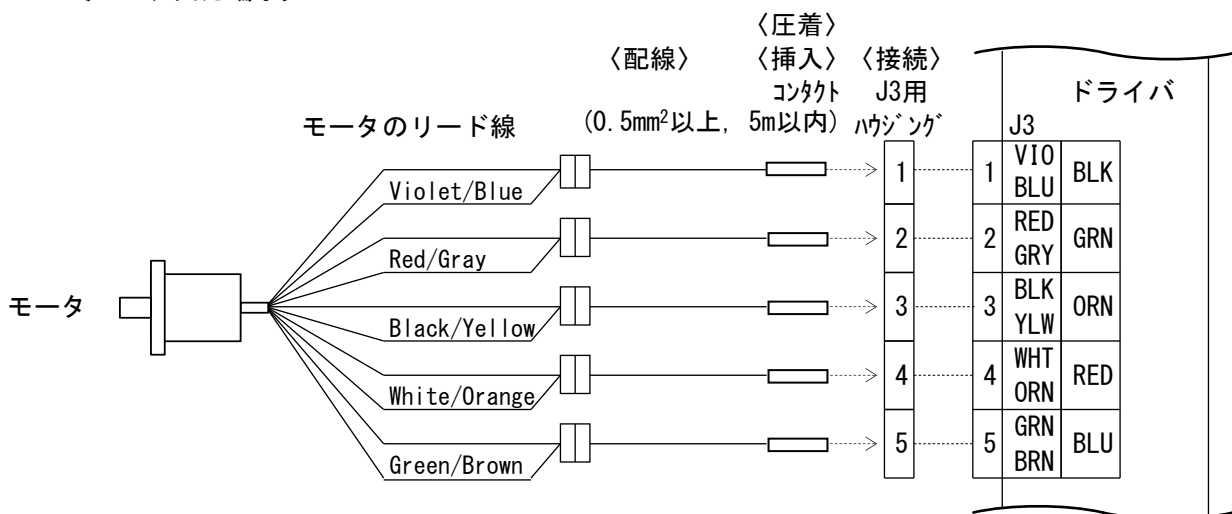 〈圧着〉
〈配線〉 〈挿入〉 〈接続〉
ｺﾝﾀｸﾄ J3用 ドライバ
モータのリード線 (0.5mm²以上, 5m以内) ﾊｳｼﾞﾝｸﾞ J3
Violet/Blue 1 1 VIO BLU BLK
Red/Gray 2 2 RED GRY GRN
モータ Black/Yellow 3 3 BLK YLW ORN
White/Orange 4 4 WHT ORN RED
Green/Brown 5 5 GRN BRN BLU